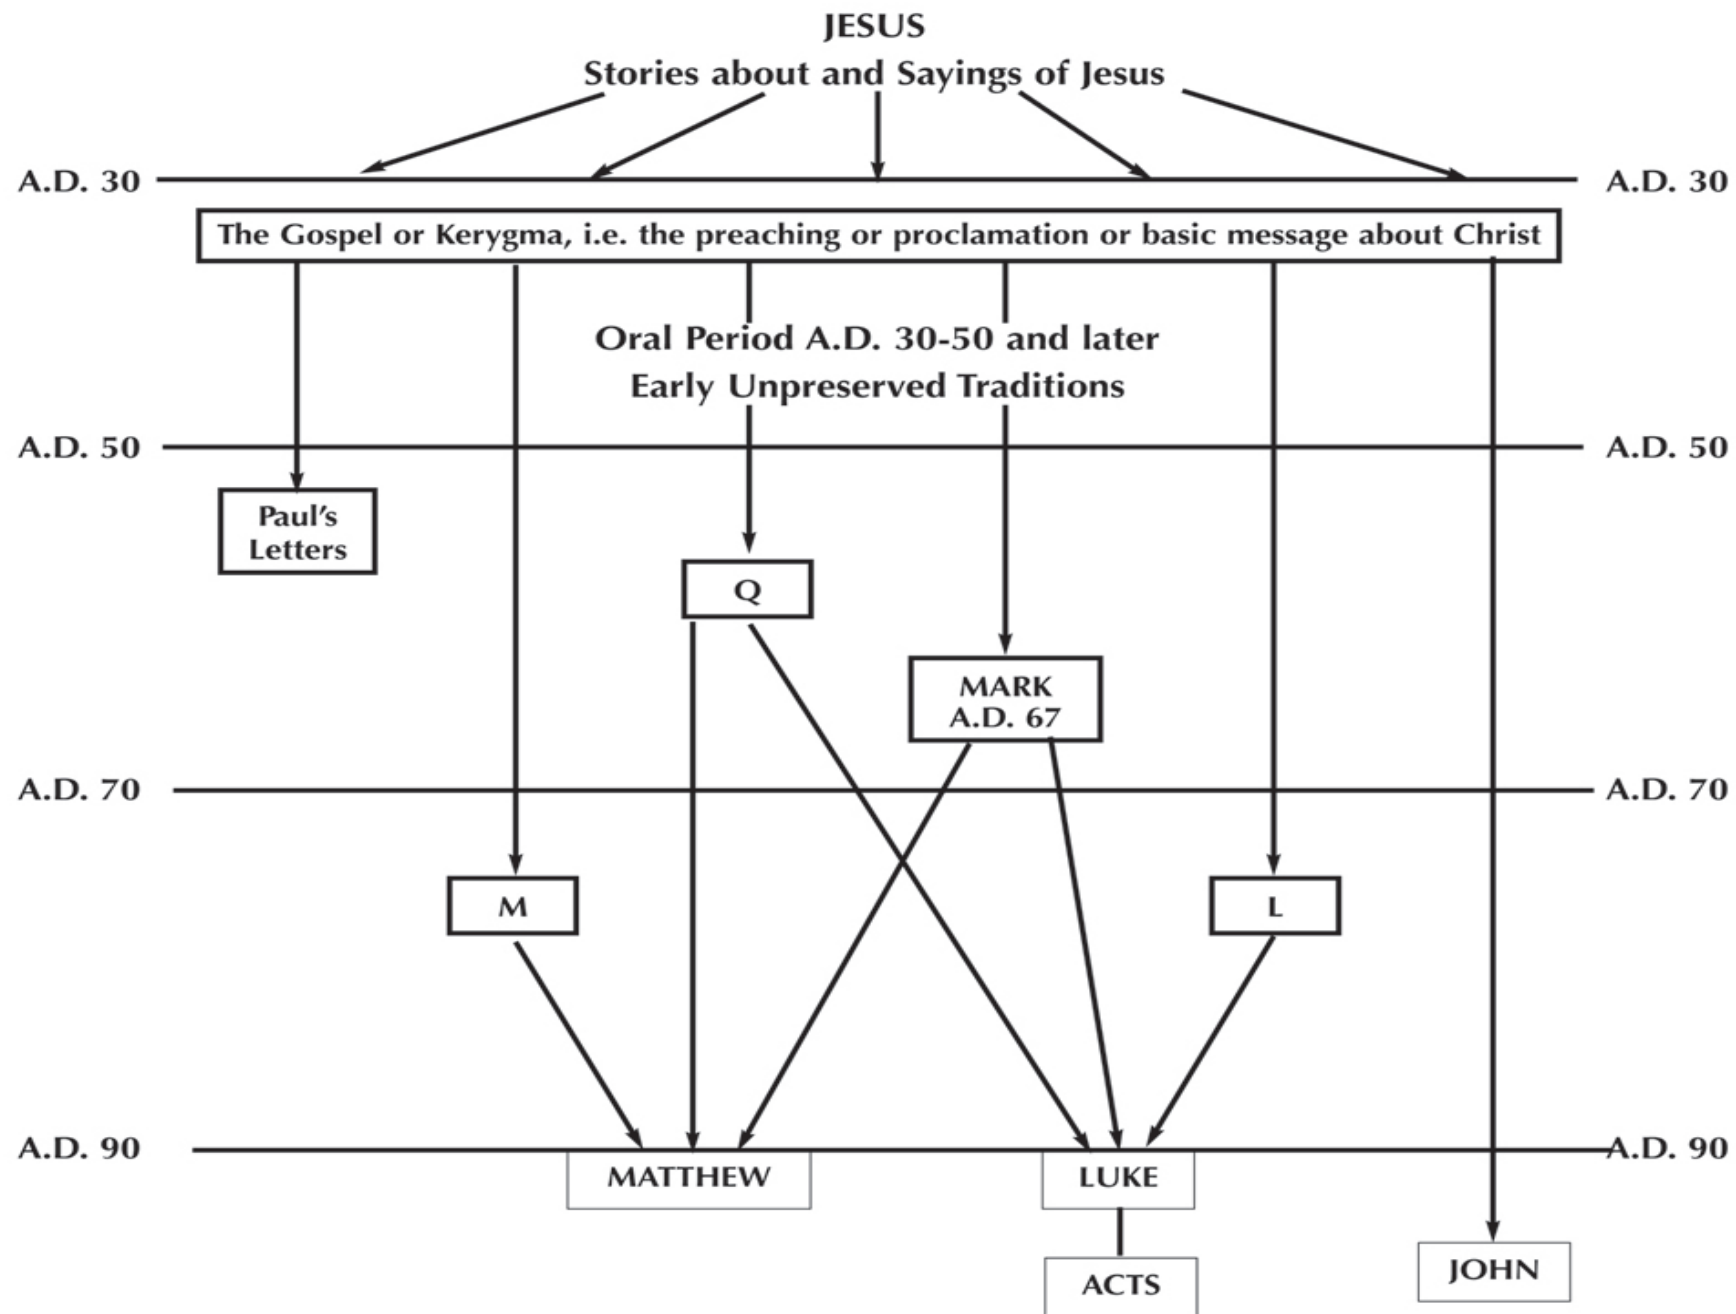 JESUS
Stories about and Sayings of Jesus
A.D. 30
A.D. 30
The Gospel or Kerygma, i.e. the preaching or proclamation or basic message about Christ
Oral Period A.D. 30-50 and later
Early Unpreserved Traditions
A.D. 50
A.D. 50
Paul’s
Letters
Q
MARK
A.D. 67
A.D. 70
A.D. 70
M
L
A.D. 90
A.D. 90
MATTHEW
LUKE
JOHN
ACTS